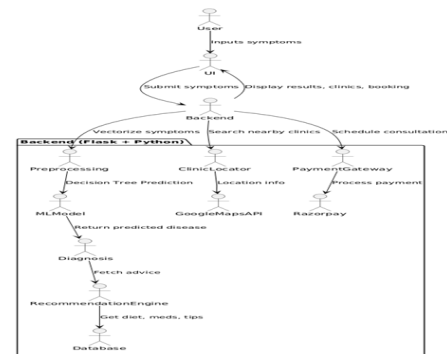 User
Inputs symptoms
UI
Submit symptoms
Display results, clinics, booking
Backend
Vectorize symptoms
Search nearby clinics
Schedule consultation
Backend (Flask + Python)
Preprocessing
ClinicLocator
PaymentGateway
Decision Tree Prediction
Location info
Process payment
MLModel
GoogleMapsAPI
Razorpay
Return predicted disease
Diagnosis
Fetch advice
RecommendationEngine
Get diet, meds, tips
Database